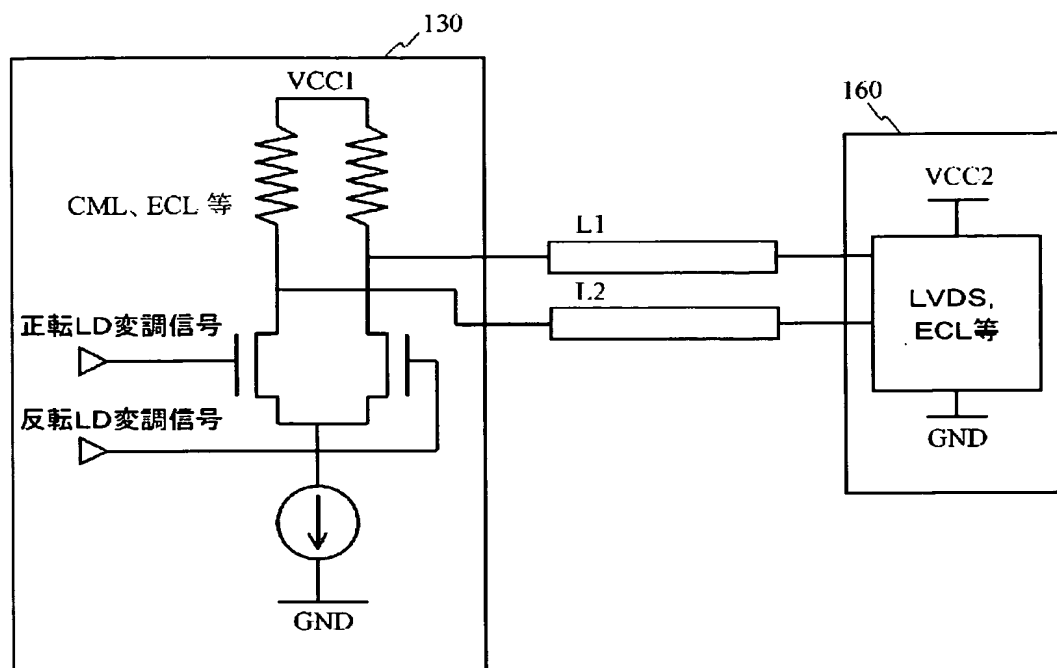 130
VCC1
160
VCC2
CML、ECL 等
L1
L2
LVDS,
ECL等
正転LD変調信号
反転LD変調信号
GND
GND